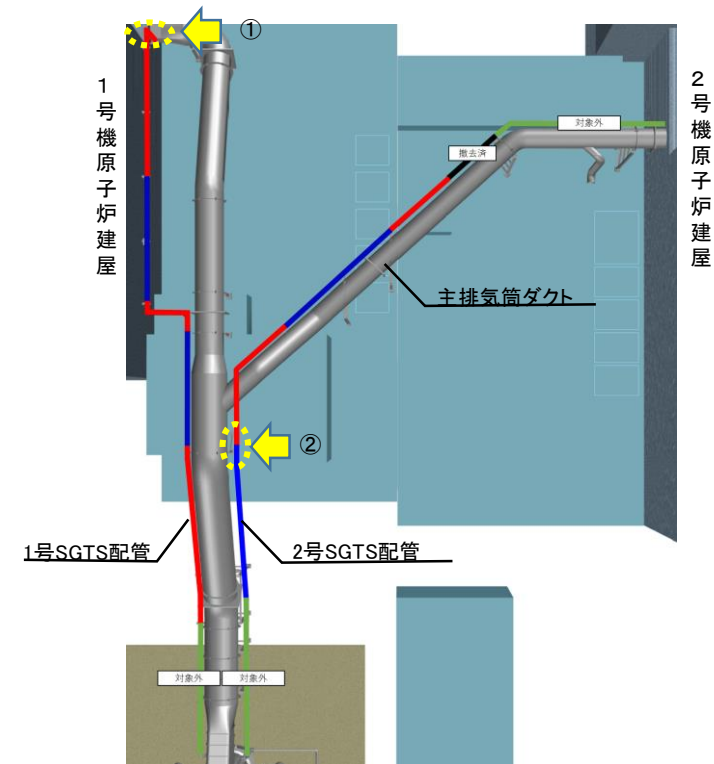 ①
1号機原子炉建屋
2号機原子炉建屋
対象外
撤去済
主排気筒ダクト
②
1号SGTS配管
2号SGTS配管
対象外
対象外